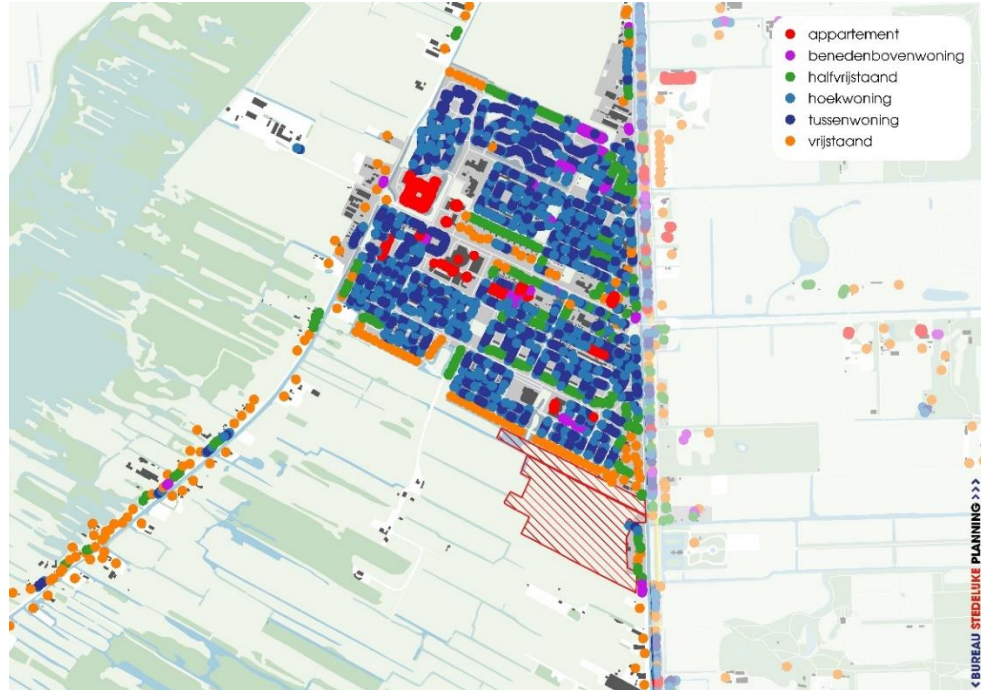 appartement
benedenbovenwoning
halfvrijstaand
hoekwoning
tussenwoning
vrijstaand
<BUREAU STEDELIJKE PLANNING>>>